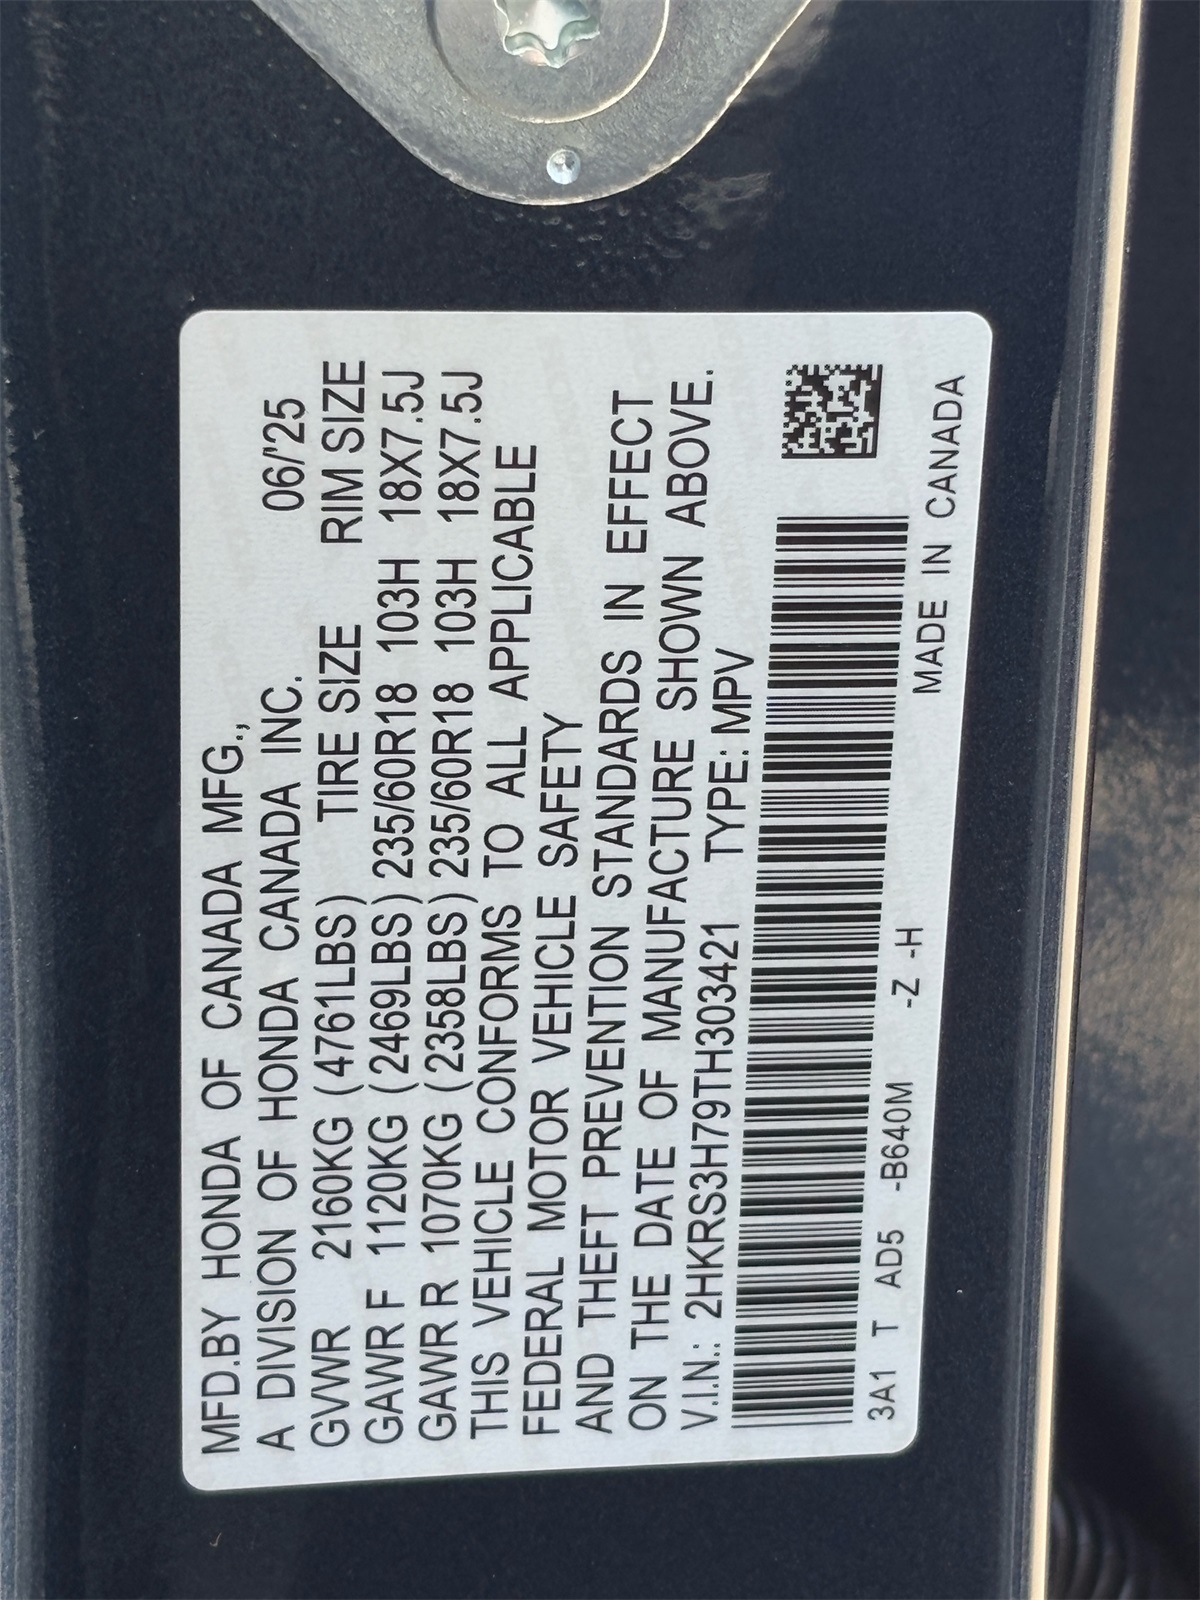 MFD.BY HONDA OF CANADA MFG.,
A DIVISION OF HONDA CANADA INC. 06/'25
GVWR 2160KG (4761LBS) TIRE SIZE RIM SIZE
GAWR F 1120KG (2469LBS) 235/60R18 103H 18X7.5J
GAWR R 1070KG (2358LBS) 235/60R18 103H 18X7.5J
THIS VEHICLE CONFORMS TO ALL APPLICABLE
FEDERAL MOTOR VEHICLE SAFETY
AND THEFT PREVENTION STANDARDS IN EFFECT
ON THE DATE OF MANUFACTURE SHOWN ABOVE.
V.I.N.: 2HKRS3H79TH303421 TYPE: MPV
3A1 T AD5 -B640M -Z -H
MADE IN CANADA